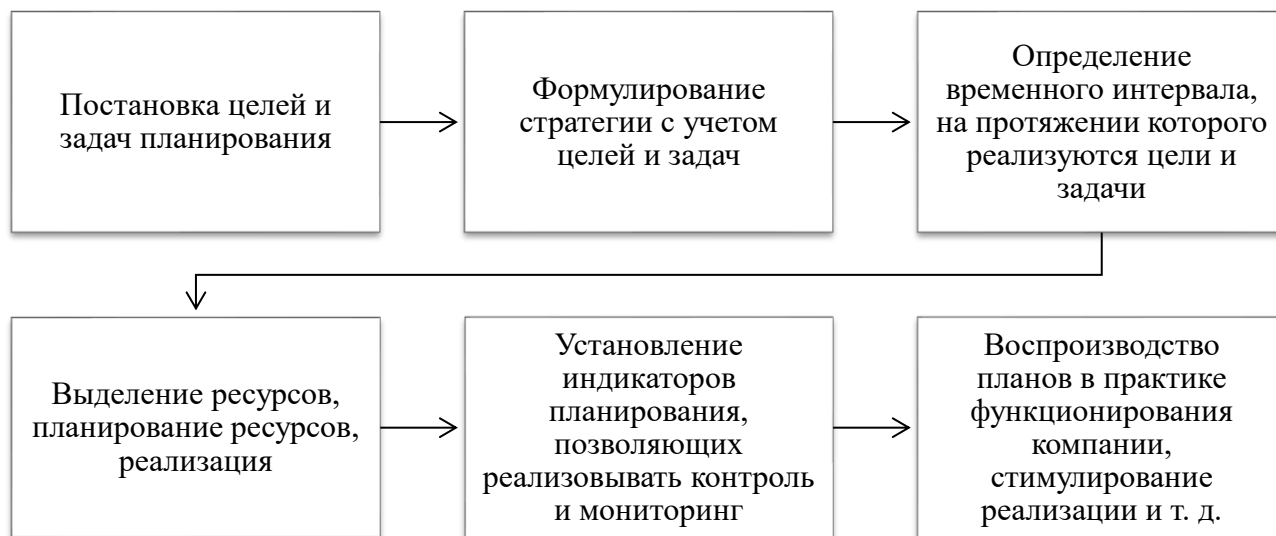 Постановка целей и
задач планирования
Формулирование
стратегии с учетом
целей и задач
Определение
временного интервала,
на протяжении которого
реализуются цели и
задачи
Выделение ресурсов,
планирование ресурсов,
реализация
Установление
индикаторов
планирования,
позволяющих
реализовывать контроль
и мониторинг
Воспроизводство
планов в практике
функционирования
компании,
стимулирование
реализации и т. д.